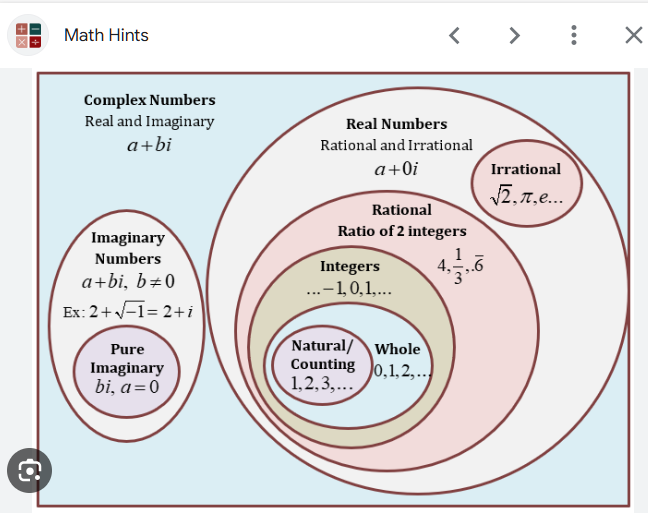 Math Hints
Complex Numbers
Real and Imaginary
a+bi
Real Numbers
Rational and Irrational
a+0i
Irrational
√2, π, e...
Rational
Ratio of 2 integers
4, 1/3, .6̅
Imaginary
Numbers
a+bi, b≠0
Ex: 2+√-1 = 2+i
Pure
Imaginary
bi, a=0
Integers
...-1, 0, 1,...
Natural/
Counting
1,2,3,...
Whole
0,1,2,...